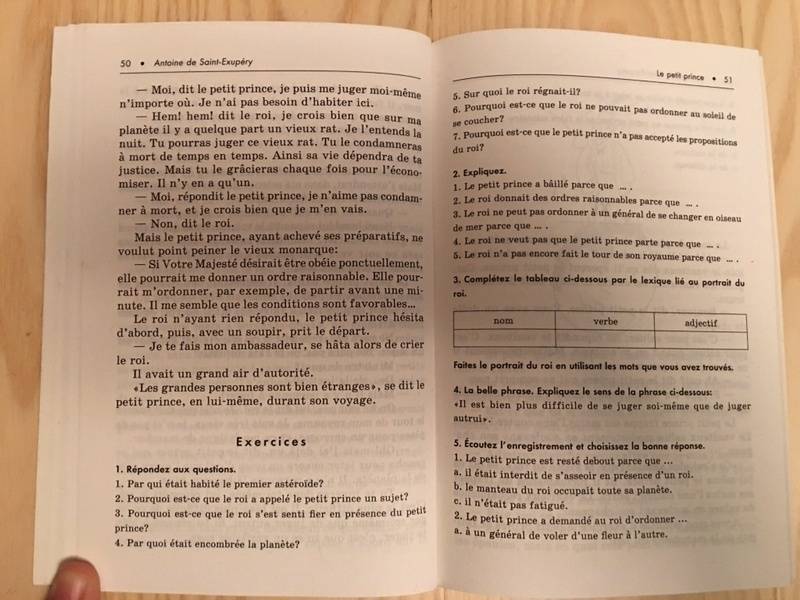 50 • Antoine de Saint-Exupéry
— Moi, dit le petit prince, je puis me juger moi-même
n'importe où. Je n'ai pas besoin d'habiter ici.
— Hem! hem! dit le roi, je crois bien que sur ma
planète il y a quelque part un vieux rat. Je l'entends la
nuit. Tu pourras juger ce vieux rat. Tu le condamneras
à mort de temps en temps. Ainsi sa vie dépendra de ta
justice. Mais tu le grâcieras chaque fois pour l'écono-
miser. Il n'y en a qu'un.
— Moi, répondit le petit prince, je n'aime pas condam-
ner à mort, et je crois bien que je m'en vais.
— Non, dit le roi.
Mais le petit prince, ayant achevé ses préparatifs, ne
voulut point peiner le vieux monarque:
— Si Votre Majesté désirait être obéie ponctuellement,
elle pourrait me donner un ordre raisonnable. Elle pour-
rait m'ordonner, par exemple, de partir avant une mi-
nute. Il me semble que les conditions sont favorables...
Le roi n'ayant rien répondu, le petit prince hésita
d'abord, puis, avec un soupir, prit le départ.
— Je te fais mon ambassadeur, se hâta alors de crier
le roi.
Il avait un grand air d'autorité.
«Les grandes personnes sont bien étranges», se dit le
petit prince, en lui-même, durant son voyage.
Exercices
1. Répondez aux questions.
1. Par qui était habité le premier astéroïde?
2. Pourquoi est-ce que le roi a appelé le petit prince un sujet?
3. Pourquoi est-ce que le roi s'est senti fier en présence du petit
prince?
4. Par quoi était encombrée la planète?
Le petit prince • 51
5. Sur quoi le roi régnait-il?
6. Pourquoi est-ce que le roi ne pouvait pas ordonner au soleil de
se coucher?
7. Pourquoi est-ce que le petit prince n'a pas accepté les propositions
du roi?
2. Expliquez.
1. Le petit prince a bâillé parce que ... .
2. Le roi donnait des ordres raisonnables parce que ... .
3. Le roi ne peut pas ordonner à un général de se changer en oiseau
de mer parce que ... .
4. Le roi ne veut pas que le petit prince parte parce que ... .
5. Le roi n'a pas encore fait le tour de son royaume parce que ... .
3. Complétez le tableau ci-dessous par le lexique lié au portrait du
roi.
nom verbe adjectif
Faites le portrait du roi en utilisant les mots que vous avez trouvés.
4. La belle phrase. Expliquez le sens de la phrase ci-dessous:
«Il est bien plus difficile de se juger soi-même que de juger
autrui».
5. Écoutez l'enregistrement et choisissez la bonne réponse.
1. Le petit prince est resté debout parce que ...
a. il était interdit de s'asseoir en présence d'un roi.
b. le manteau du roi occupait toute sa planète.
c. il n'était pas fatigué.
2. Le petit prince a demandé au roi d'ordonner ...
a. à un général de voler d'une fleur à l'autre.